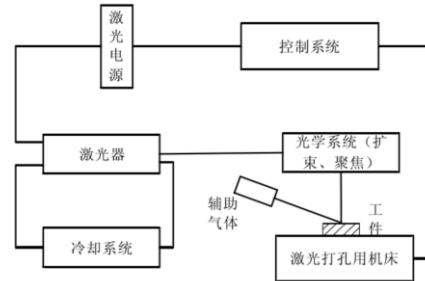 激
光
电
源
控制系统
激光器
光学系统（扩
束、聚焦）
辅助
气体
工
件
冷却系统
激光打孔用机床